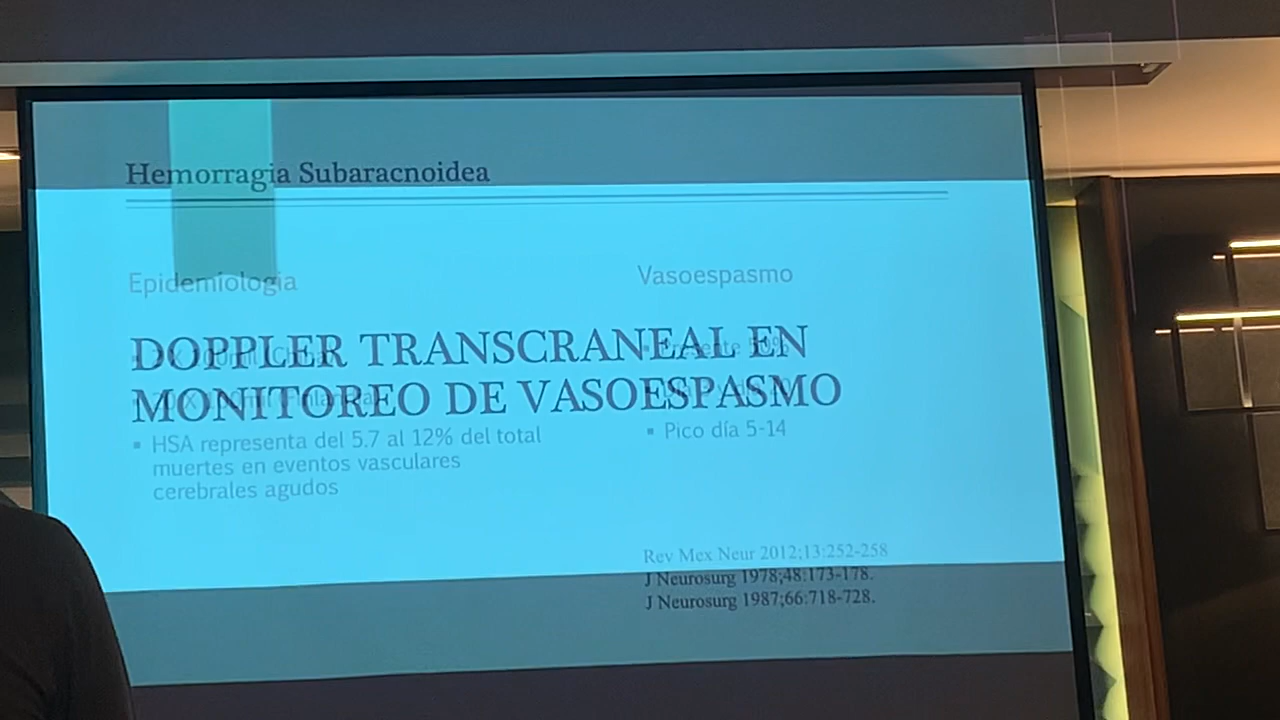 Hemorragia Subaracnoidea
Epidemiologia
Vasoespasmo
DOPPLER TRANSCRANEAL EN
MONITOREO DE VASOESPASMO
▪ HSA representa del 5.7 al 12% del total
muertes en eventos vasculares
cerebrales agudos
▪ Pico día 5-14
Rev Mex Neur 2012;13:252-258
J Neurosurg 1978;48:173-178.
J Neurosurg 1987;66:718-728.